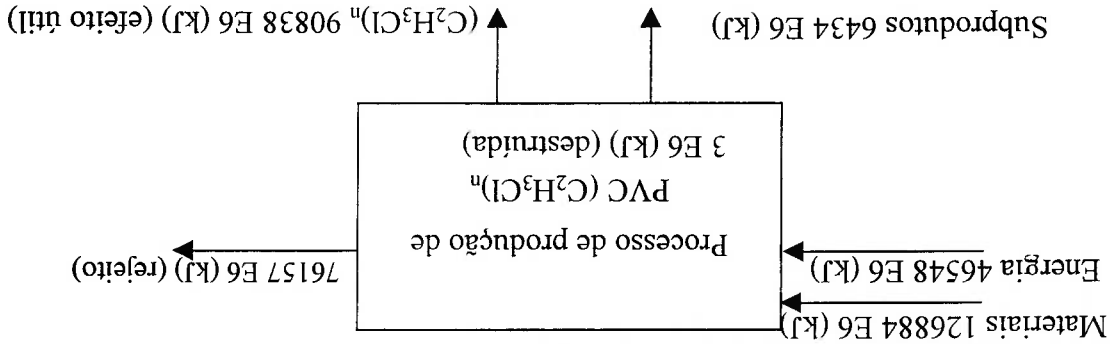 Materiais 126884 E6 (kJ)
Energia 46548 E6 (kJ)
Processo de produção de
PVC (C₂H₃Cl)ₙ
3 E6 (kJ) (destruída)
76157 E6 (kJ) (rejeito)
Subprodutos 6434 E6 (kJ)
(C₂H₃Cl)ₙ 90838 E6 (kJ) (efeito útil)